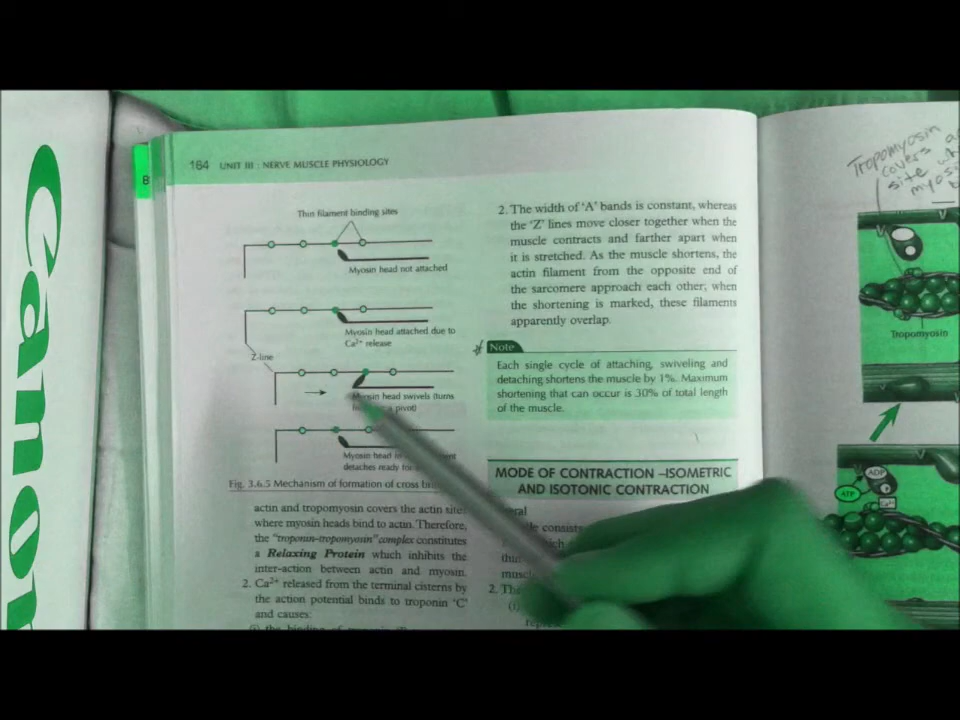 Canon
184 UNIT III : NERVE MUSCLE PHYSIOLOGY
Thin filament binding sites
Myosin head not attached
Myosin head attached due to
Ca2+ release
Z-line
Myosin head swivels (turns
a pivot)
Myosin head
detaches ready
Fig. 3.6.5 Mechanism of formation of cross
actin and tropomyosin covers the actin sites
where myosin heads bind to actin. Therefore,
the "troponin–tropomyosin" complex constitutes
a Relaxing Protein which inhibits the
inter-action between actin and myosin.
2. Ca2+ released from the terminal cisterns by
the action potential binds to troponin 'C'
and causes:
(i) the binding of troponin
2. The width of 'A' bands is constant, whereas
the 'Z' lines move closer together when the
muscle contracts and farther apart when
it is stretched. As the muscle shortens, the
actin filament from the opposite end of
the sarcomere approach each other; when
the shortening is marked, these filaments
apparently overlap.
Note
Each single cycle of attaching, swiveling and
detaching shortens the muscle by 1%. Maximum
shortening that can occur is 30% of total length
of the muscle.
MODE OF CONTRACTION –ISOMETRIC
AND ISOTONIC CONTRACTION
consists
2.
(i)
Tropomyosin
covers
site
Tropomyosin
ADP
ATP
Ca2+